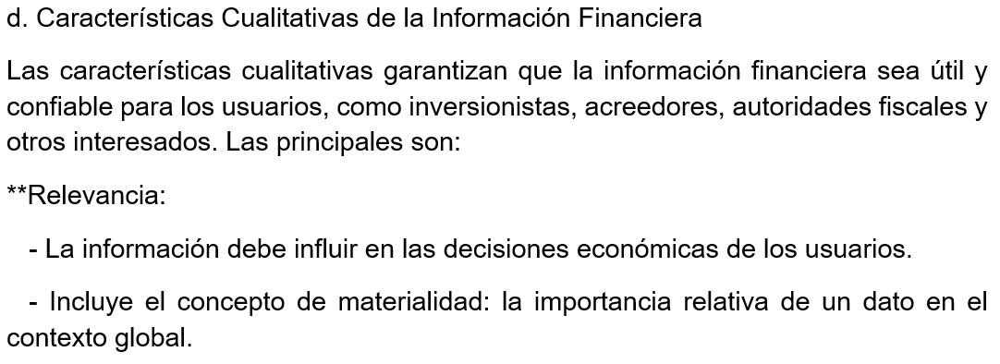 d. Características Cualitativas de la Información Financiera
Las características cualitativas garantizan que la información financiera sea útil y
confiable para los usuarios, como inversionistas, acreedores, autoridades fiscales y
otros interesados. Las principales son:
**Relevancia:
- La información debe influir en las decisiones económicas de los usuarios.
- Incluye el concepto de materialidad: la importancia relativa de un dato en el
contexto global.